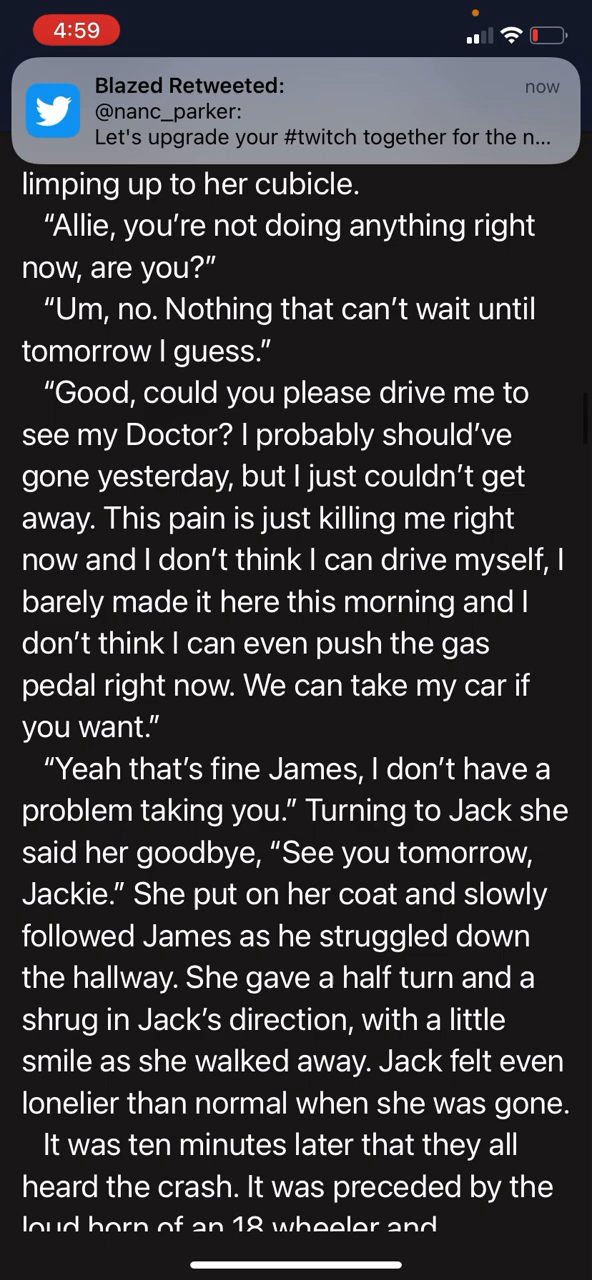 4:59
Blazed Retweeted:
now
@nanc_parker:
Let's upgrade your #twitch together for the n...
limping up to her cubicle.
“Allie, you’re not doing anything right
now, are you?”
“Um, no. Nothing that can’t wait until
tomorrow I guess.”
“Good, could you please drive me to
see my Doctor? I probably should’ve
gone yesterday, but I just couldn’t get
away. This pain is just killing me right
now and I don’t think I can drive myself, I
barely made it here this morning and I
don’t think I can even push the gas
pedal right now. We can take my car if
you want.”
“Yeah that’s fine James, I don’t have a
problem taking you.” Turning to Jack she
said her goodbye, “See you tomorrow,
Jackie.” She put on her coat and slowly
followed James as he struggled down
the hallway. She gave a half turn and a
shrug in Jack’s direction, with a little
smile as she walked away. Jack felt even
lonelier than normal when she was gone.
It was ten minutes later that they all
heard the crash. It was preceded by the
loud horn of an 18 wheeler and